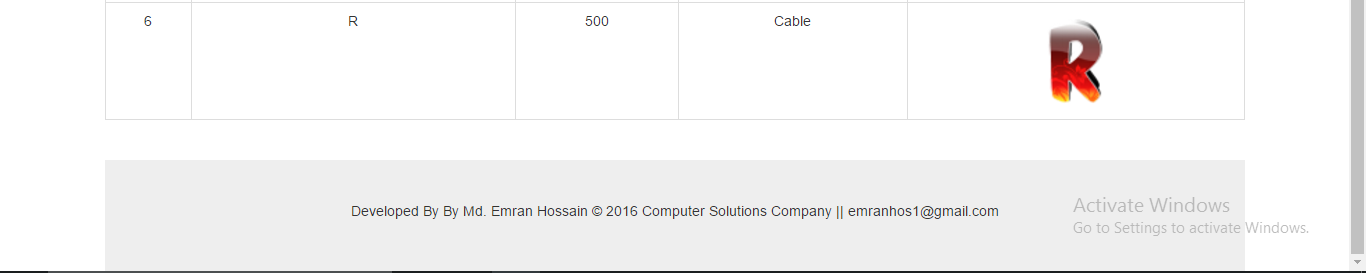 6 R 500 Cable R
Developed By By Md. Emran Hossain © 2016 Computer Solutions Company || emranhos1@gmail.com
Activate Windows
Go to Settings to activate Windows.